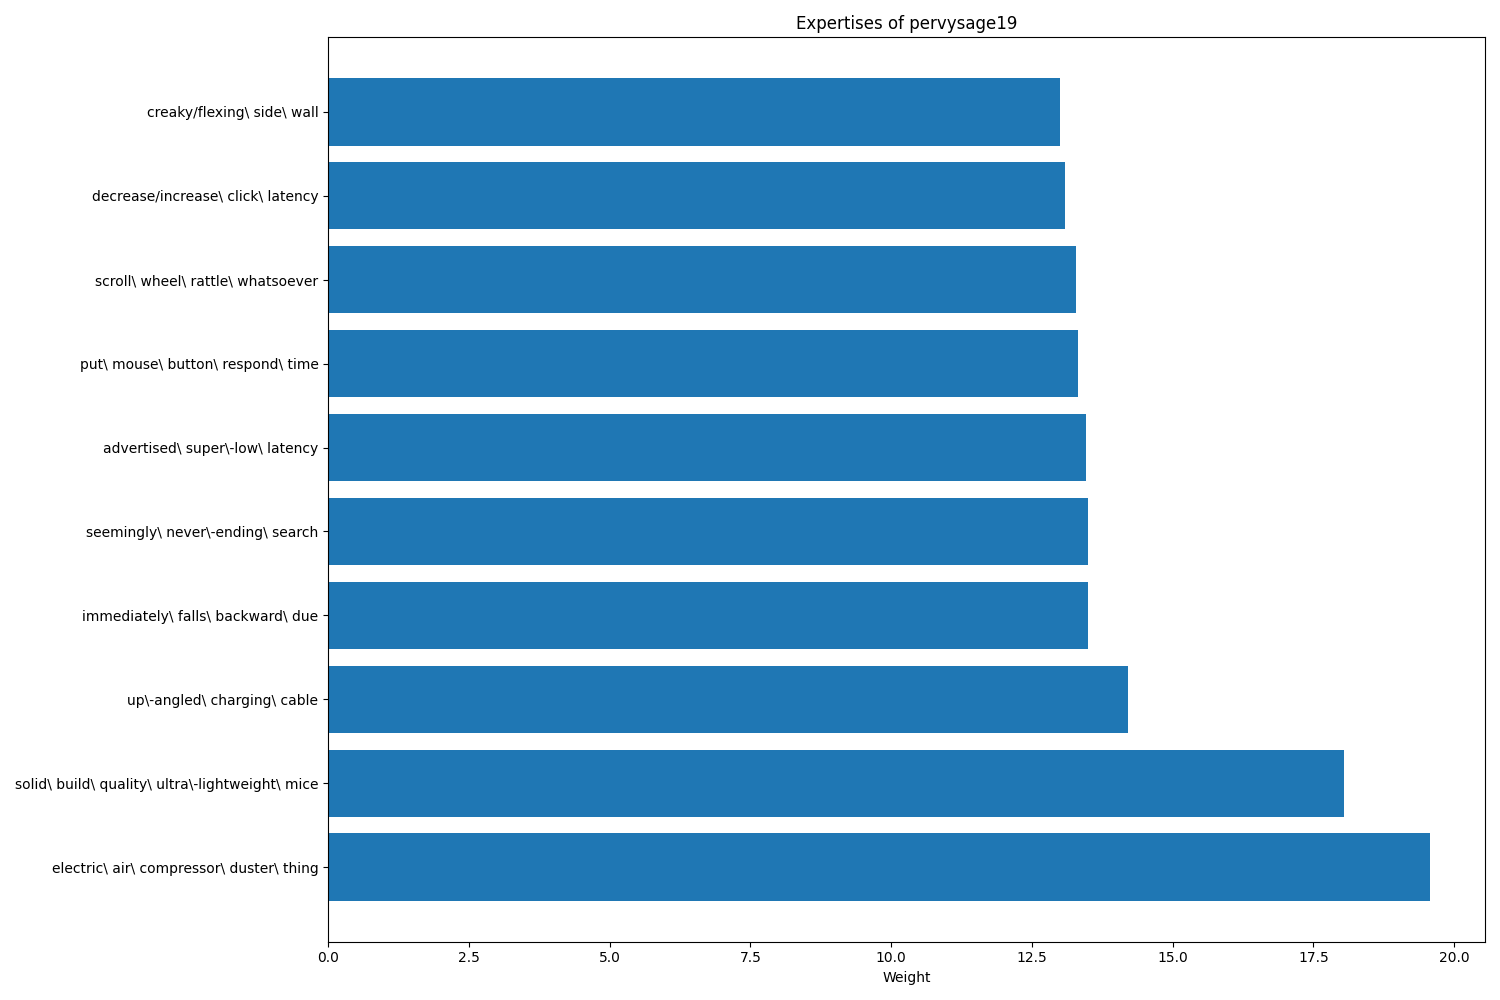 Expertises of pervysage19
creaky/flexing\ side\ wall
decrease/increase\ click\ latency
scroll\ wheel\ rattle\ whatsoever
put\ mouse\ button\ respond\ time
advertised\ super\-low\ latency
seemingly\ never\-ending\ search
immediately\ falls\ backward\ due
up\-angled\ charging\ cable
solid\ build\ quality\ ultra\-lightweight\ mice
electric\ air\ compressor\ duster\ thing
0.0 2.5 5.0 7.5 10.0 12.5 15.0 17.5 20.0
Weight